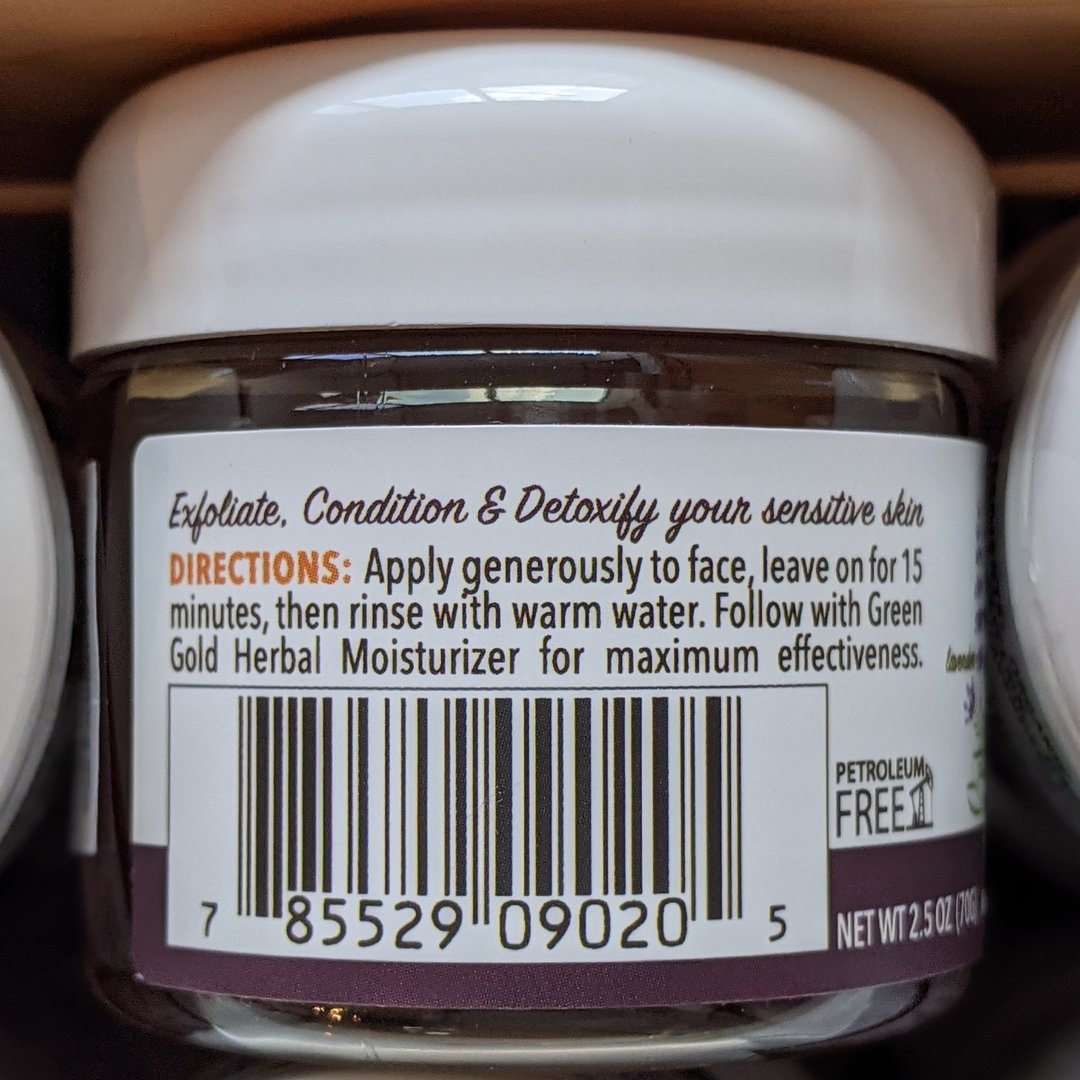 Exfoliate, Condition & Detoxify your sensitive skin
DIRECTIONS: Apply generously to face, leave on for 15
minutes, then rinse with warm water. Follow with Green
Gold Herbal Moisturizer for maximum effectiveness.
lavender
PETROLEUM
FREE
7 85529 09020 5
NET WT 2.5 OZ (70G)